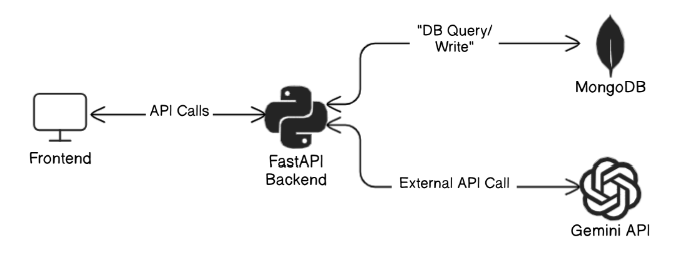 "DB Query/
Write"
MongoDB
API Calls
Frontend
FastAPI
Backend
External API Call
Gemini API